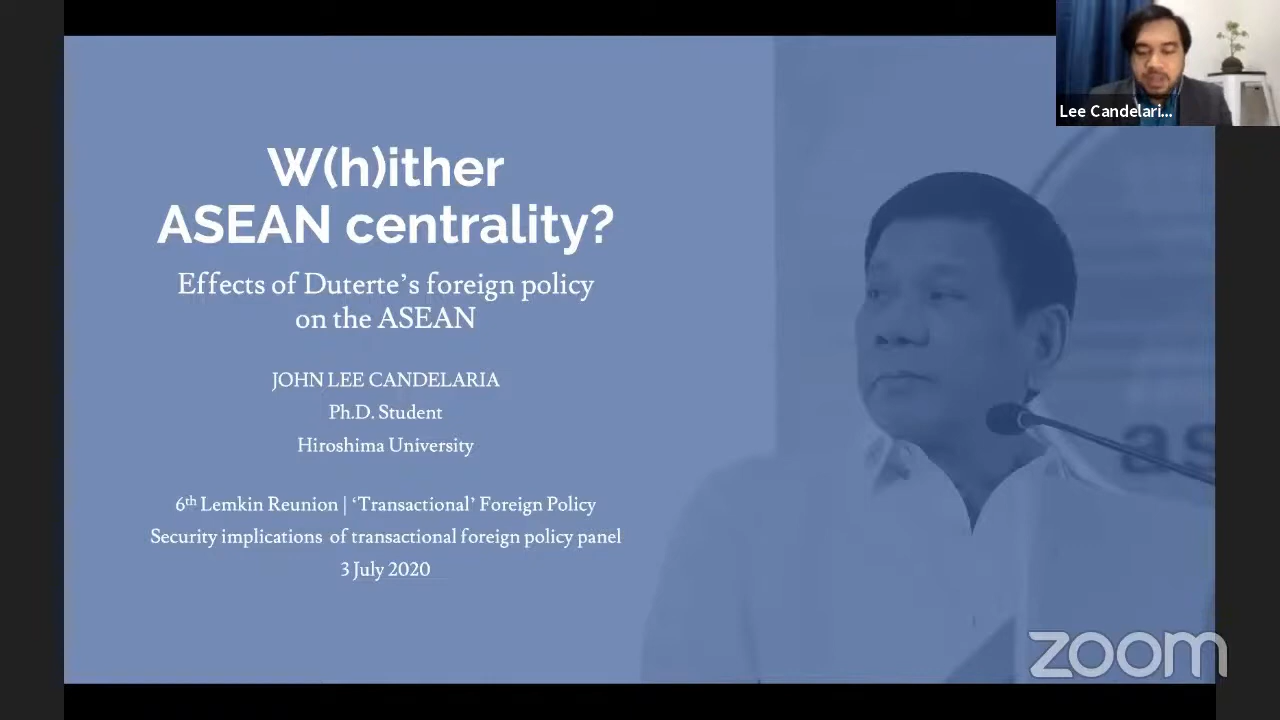 Lee Candelari...
W(h)ither
ASEAN centrality?
Effects of Duterte’s foreign policy
on the ASEAN
JOHN LEE CANDELARIA
Ph.D. Student
Hiroshima University
6th Lemkin Reunion | ‘Transactional’ Foreign Policy
Security implications of transactional foreign policy panel
3 July 2020
as
zoom